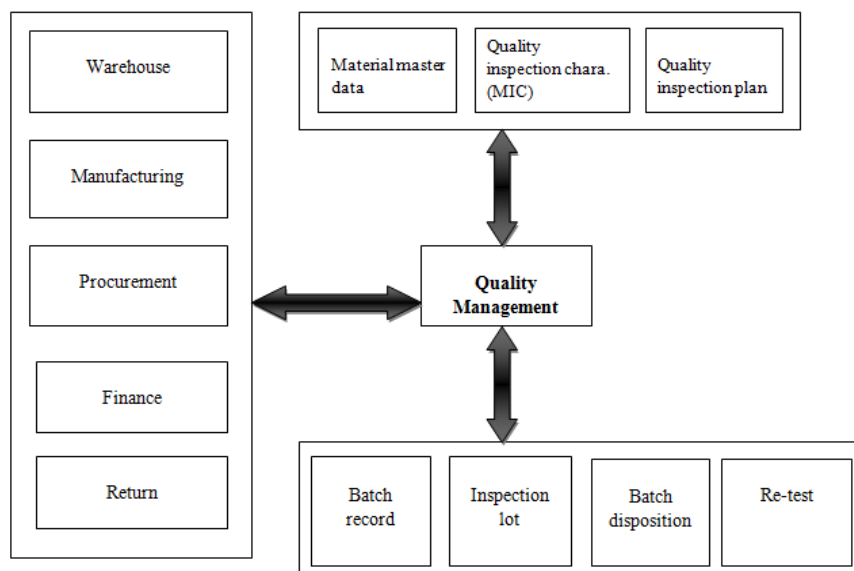 Warehouse
Manufacturing
Procurement
Finance
Return
Material master
data
Quality
inspection chara.
(MIC)
Quality
inspection plan
Quality
Management
Batch
record
Inspection
lot
Batch
disposition
Re-test